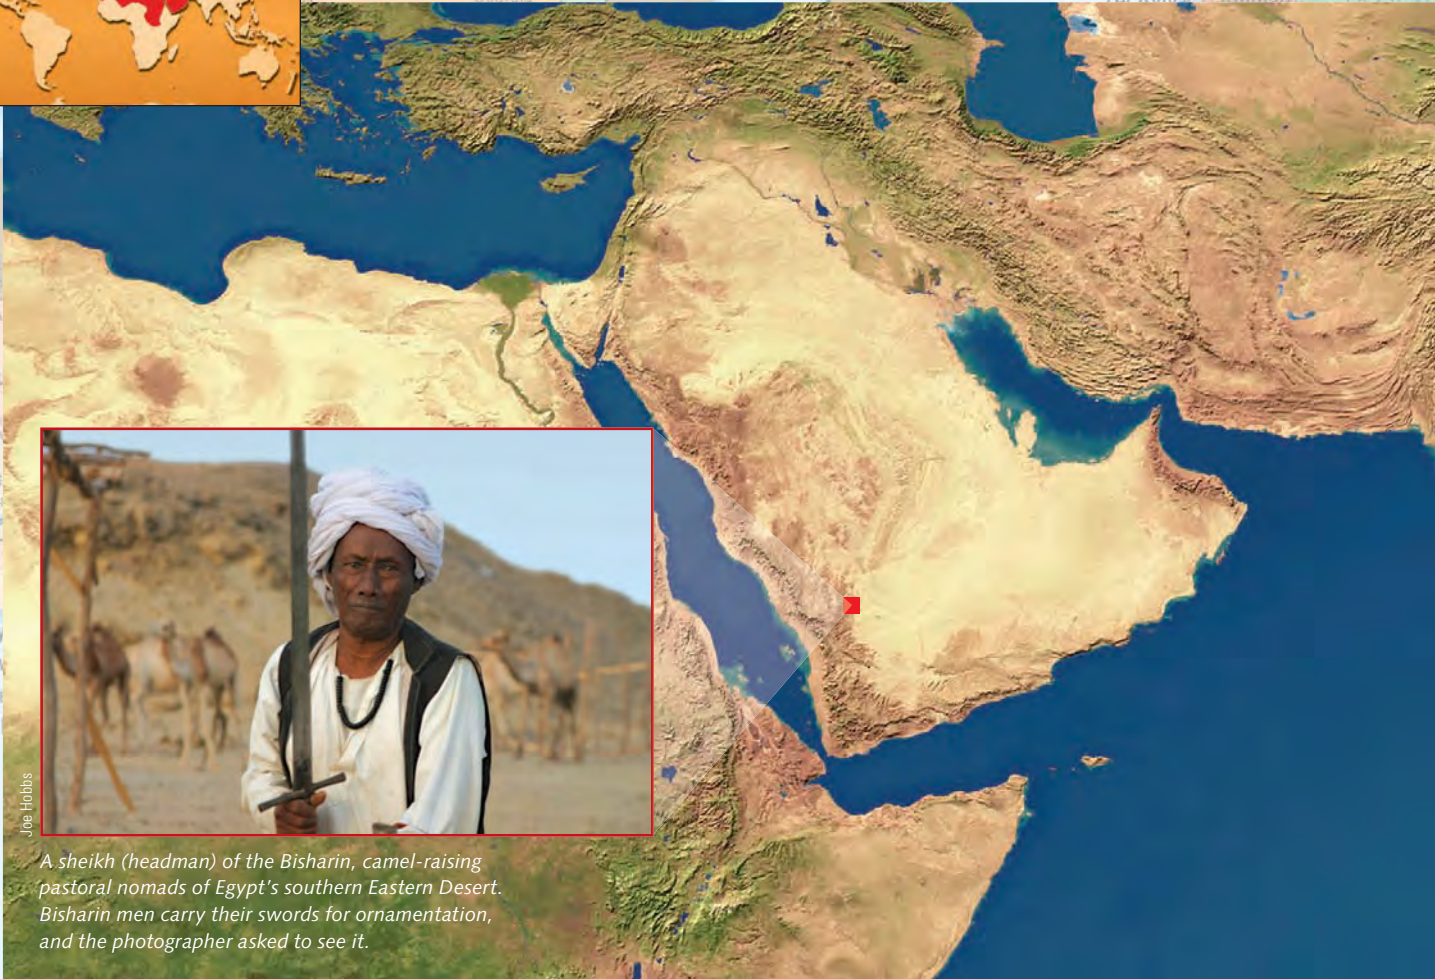 Joe Hobbs
A sheikh (headman) of the Bisharin, camel-raising
pastoral nomads of Egypt's southern Eastern Desert.
Bisharin men carry their swords for ornamentation,
and the photographer asked to see it.